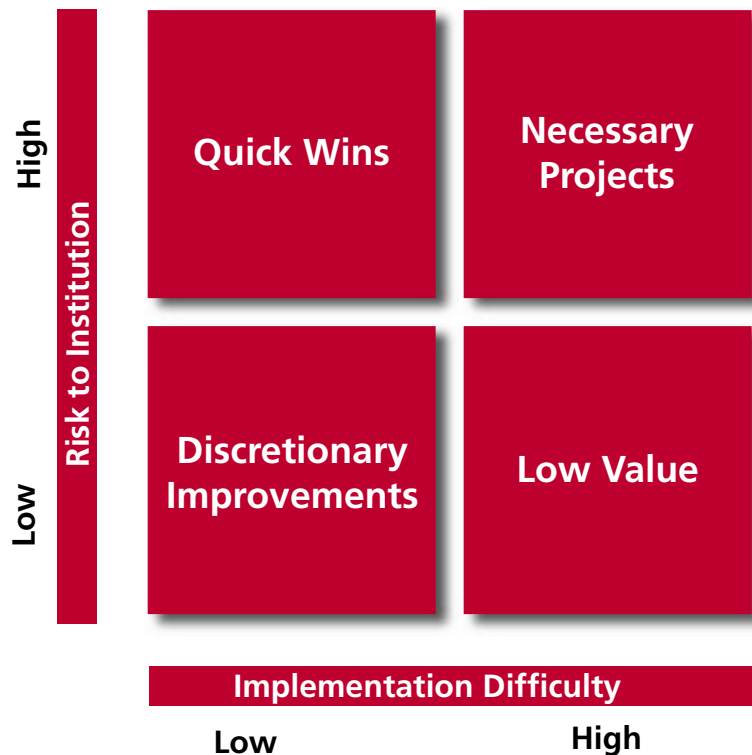 High
Risk to Institution
Low
Quick Wins
Necessary
Projects
Discretionary
Improvements
Low Value
Implementation Difficulty
Low
High